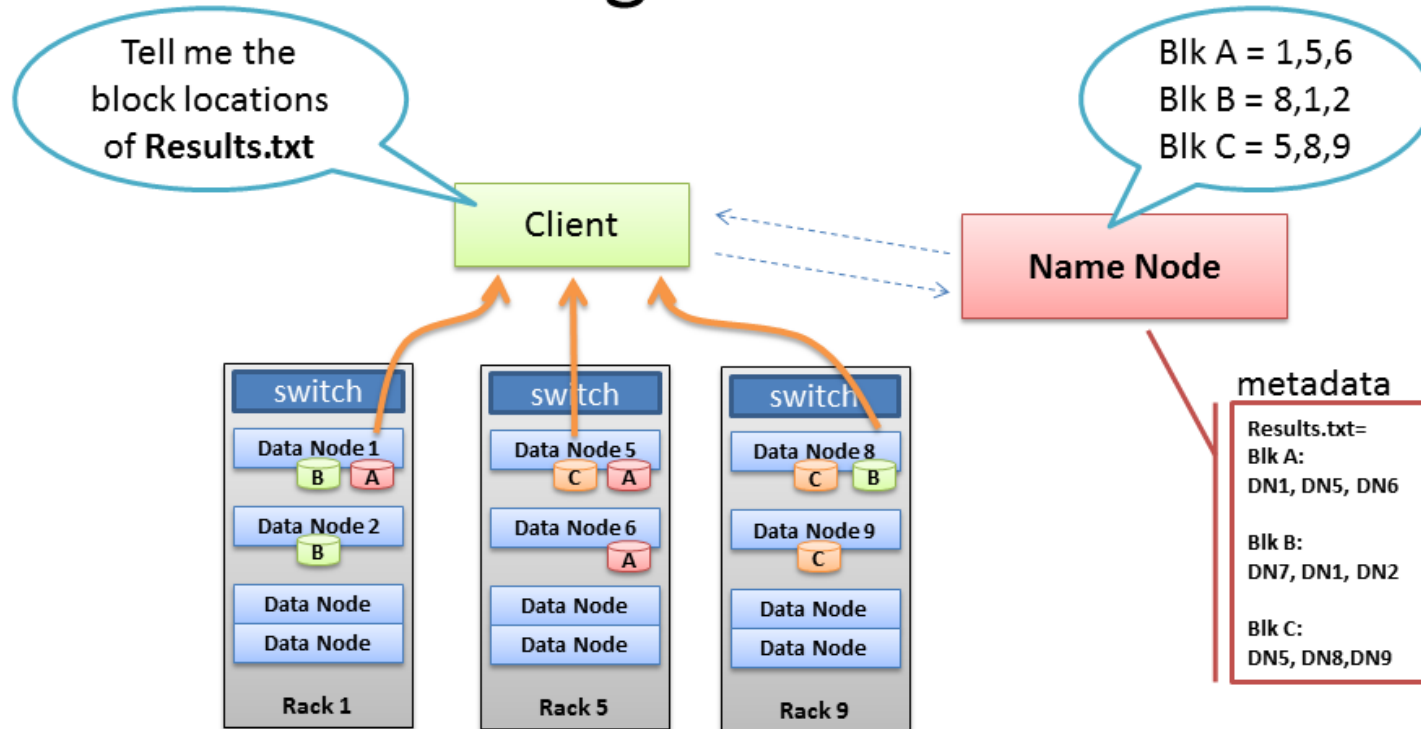 Tell me the
block locations
of Results.txt
Blk A = 1,5,6
Blk B = 8,1,2
Blk C = 5,8,9
Client
Name Node
switch
Data Node 1
B
A
Data Node 2
B
Data Node
Data Node
Rack 1
switch
Data Node 5
C
A
Data Node 6
A
Data Node
Data Node
Rack 5
switch
Data Node 8
C
B
Data Node 9
C
Data Node
Data Node
Rack 9
metadata
Results.txt=
Blk A:
DN1, DN5, DN6
Blk B:
DN7, DN1, DN2
Blk C:
DN5, DN8,DN9